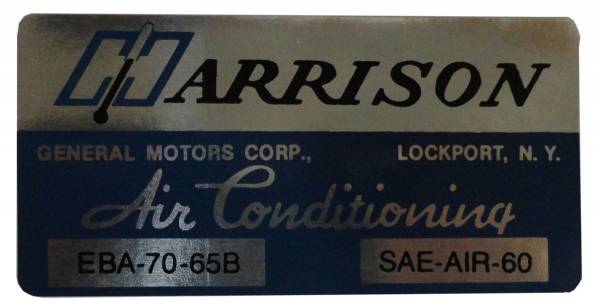 HARRISON
GENERAL MOTORS CORP., LOCKPORT, N. Y.
Air Conditioning
EBA-70-65B SAE-AIR-60